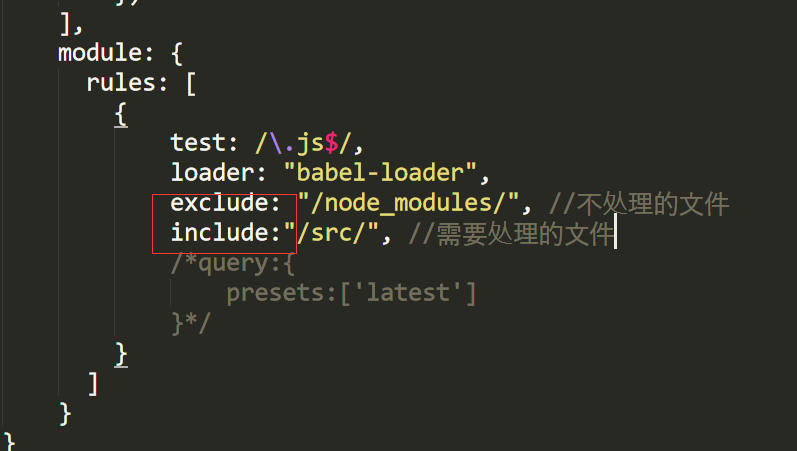 },
],
module: {
rules: [
{
test: /\.js$/,
loader: "babel-loader",
exclude: "/node_modules/", //不处理的文件
include:"/src/", //需要处理的文件
/*query:{
presets:['latest']
}*/
}
]
}
}